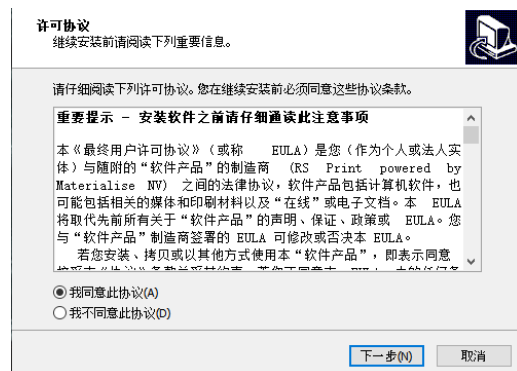 许可协议
继续安装前请阅读下列重要信息。
请仔细阅读下列许可协议。您在继续安装前必须同意这些协议条款。
重要提示 - 安装软件之前请仔细通读此注意事项
本《最终用户许可协议》（或称 EULA）是您（作为个人或法人实
体）与随附的“软件产品”的制造商 (RS Print powered by
Materialise NV) 之间的法律协议，软件产品包括计算机软件，也
可能包括相关的媒体和印刷材料以及“在线”或电子文档。本 EULA
将取代先前所有关于“软件产品”的声明、保证、政策或 EULA。您
与“软件产品”制造商签署的 EULA 可修改或否决本 EULA。
若您安装、拷贝或以其他方式使用本“软件产品”，即表示同意
我同意此协议(A)
我不同意此协议(D)
下一步(N)
取消